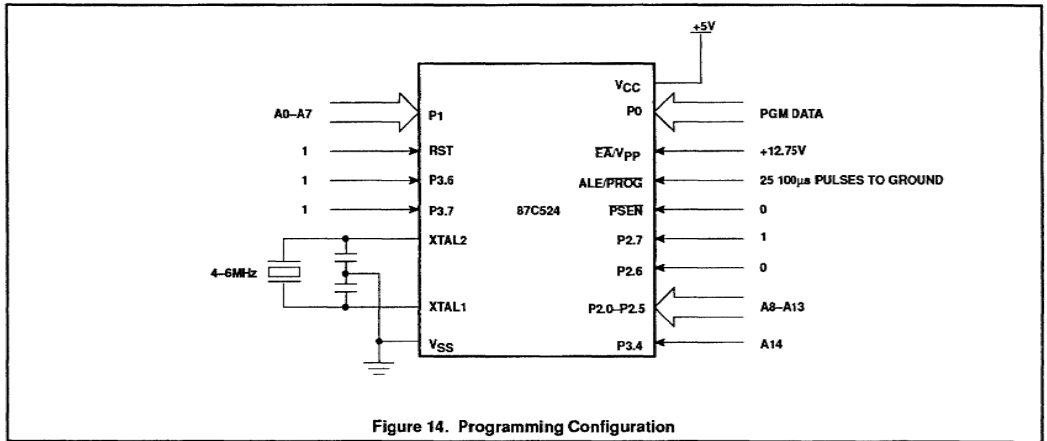 +5V
VCC
A0–A7
P1
P0
PGM DATA
1
RST
EA/VPP
+12.75V
1
P3.6
ALE/PROG
25 100µs PULSES TO GROUND
1
P3.7
87C524
PSEN
0
XTAL2
P2.7
1
4–6MHz
P2.6
0
XTAL1
P2.0–P2.5
A8–A13
VSS
P3.4
A14
Figure 14. Programming Configuration